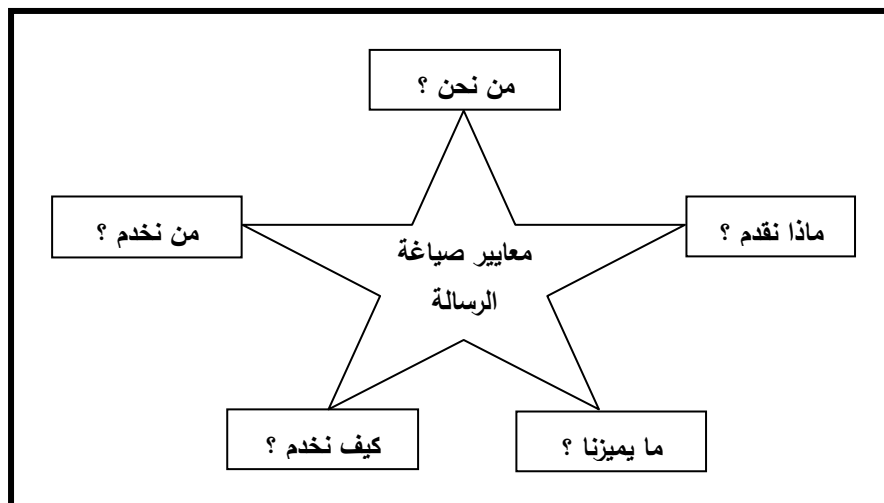 من نحن ؟
ماذا نقدم ؟
من نخدم ؟
معايير صياغة
الرسالة
ما يميزنا ؟
كيف نخدم ؟